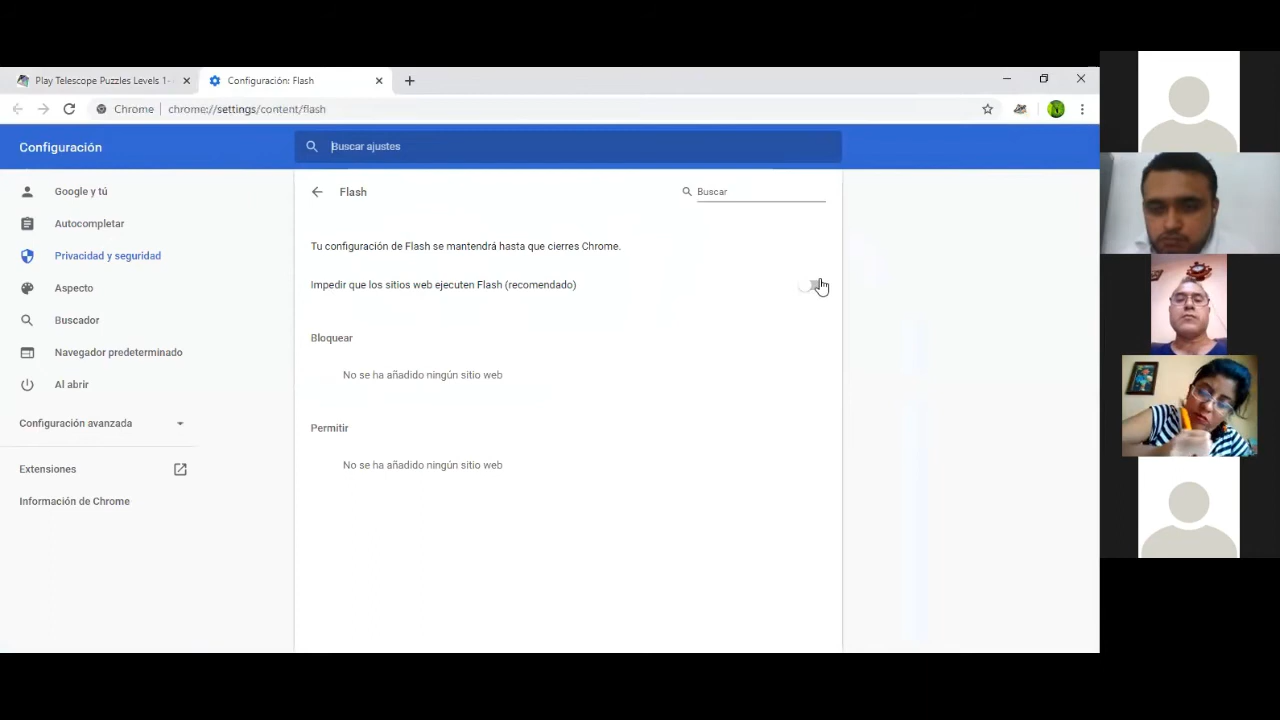 Play Telescope Puzzles Levels 1-
Configuración: Flash
Chrome
chrome://settings/content/flash
Configuración
Buscar ajustes
Google y tú
Autocompletar
Privacidad y seguridad
Aspecto
Buscador
Navegador predeterminado
Al abrir
Configuración avanzada
Extensiones
Información de Chrome
Flash
Buscar
Tu configuración de Flash se mantendrá hasta que cierres Chrome.
Impedir que los sitios web ejecuten Flash (recomendado)
Bloquear
No se ha añadido ningún sitio web
Permitir
No se ha añadido ningún sitio web